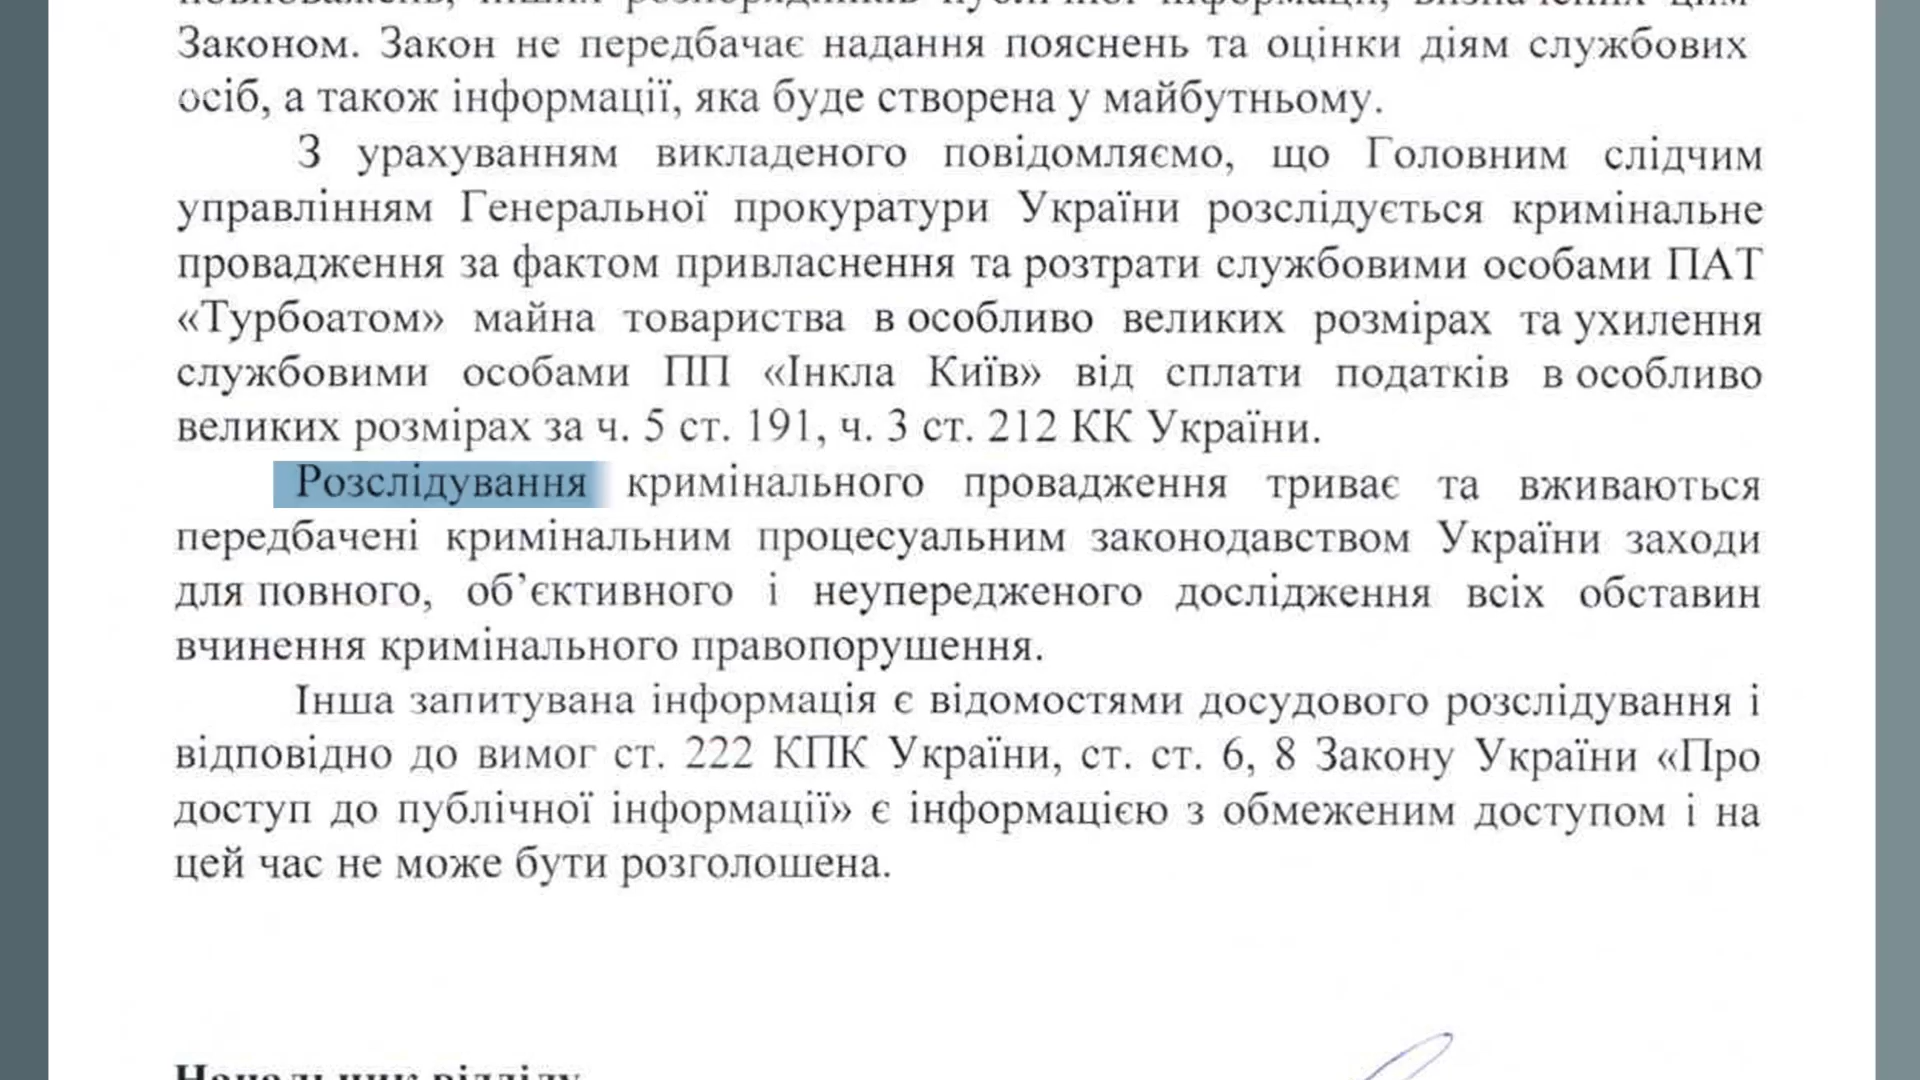 Законом. Закон не передбачає надання пояснень та оцінки діям службових
осіб, а також інформації, яка буде створена у майбутньому.
З урахуванням викладеного повідомляємо, що Головним слідчим
управлінням Генеральної прокуратури України розслідується кримінальне
провадження за фактом привласнення та розтрати службовими особами ПАТ
«Турбоатом» майна товариства в особливо великих розмірах та ухилення
службовими особами ПП «Інкла Київ» від сплати податків в особливо
великих розмірах за ч. 5 ст. 191, ч. 3 ст. 212 КК України.
Розслідування кримінального провадження триває та вживаються
передбачені кримінальним процесуальним законодавством України заходи
для повного, об’єктивного і неупередженого дослідження всіх обставин
вчинення кримінального правопорушення.
Інша запитувана інформація є відомостями досудового розслідування і
відповідно до вимог ст. 222 КПК України, ст. ст. 6, 8 Закону України «Про
доступ до публічної інформації» є інформацією з обмеженим доступом і на
цей час не може бути розголошена.
Начальник відділу